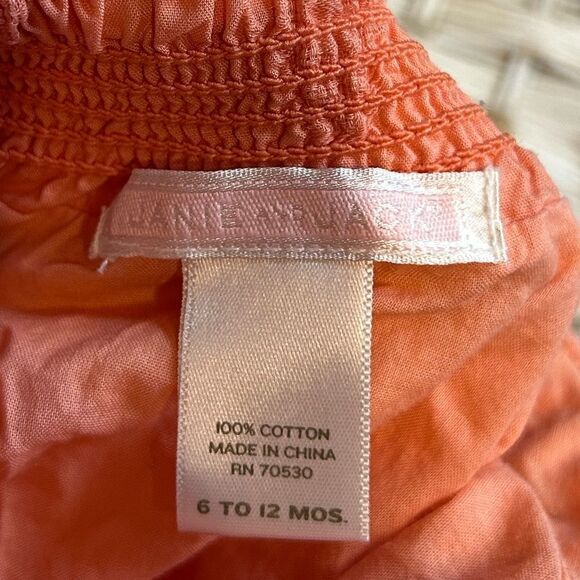 JANIE AND JACK
100% COTTON
MADE IN CHINA
RN 70530
6 TO 12 MOS.